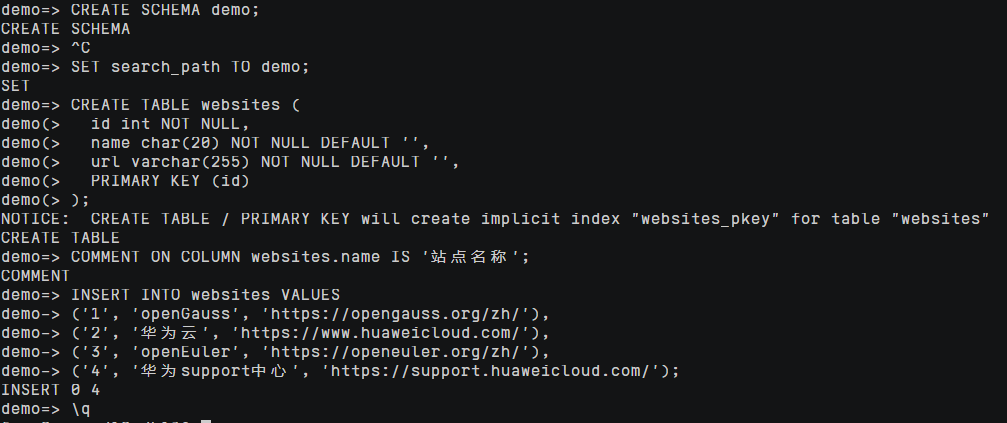 demo=> CREATE SCHEMA demo;
CREATE SCHEMA
demo=> ^C
demo=> SET search_path TO demo;
SET
demo=> CREATE TABLE websites (
demo(>   id int NOT NULL,
demo(>   name char(20) NOT NULL DEFAULT '',
demo(>   url varchar(255) NOT NULL DEFAULT '',
demo(>   PRIMARY KEY (id)
demo(> );
NOTICE:  CREATE TABLE / PRIMARY KEY will create implicit index "websites_pkey" for table "websites"
CREATE TABLE
demo=> COMMENT ON COLUMN websites.name IS '站点名称';
COMMENT
demo=> INSERT INTO websites VALUES
demo-> ('1', 'openGauss', 'https://opengauss.org/zh/'),
demo-> ('2', '华为云', 'https://www.huaweicloud.com/'),
demo-> ('3', 'openEuler', 'https://openeuler.org/zh/'),
demo-> ('4', '华为support中心', 'https://support.huaweicloud.com/');
INSERT 0 4
demo=> \q